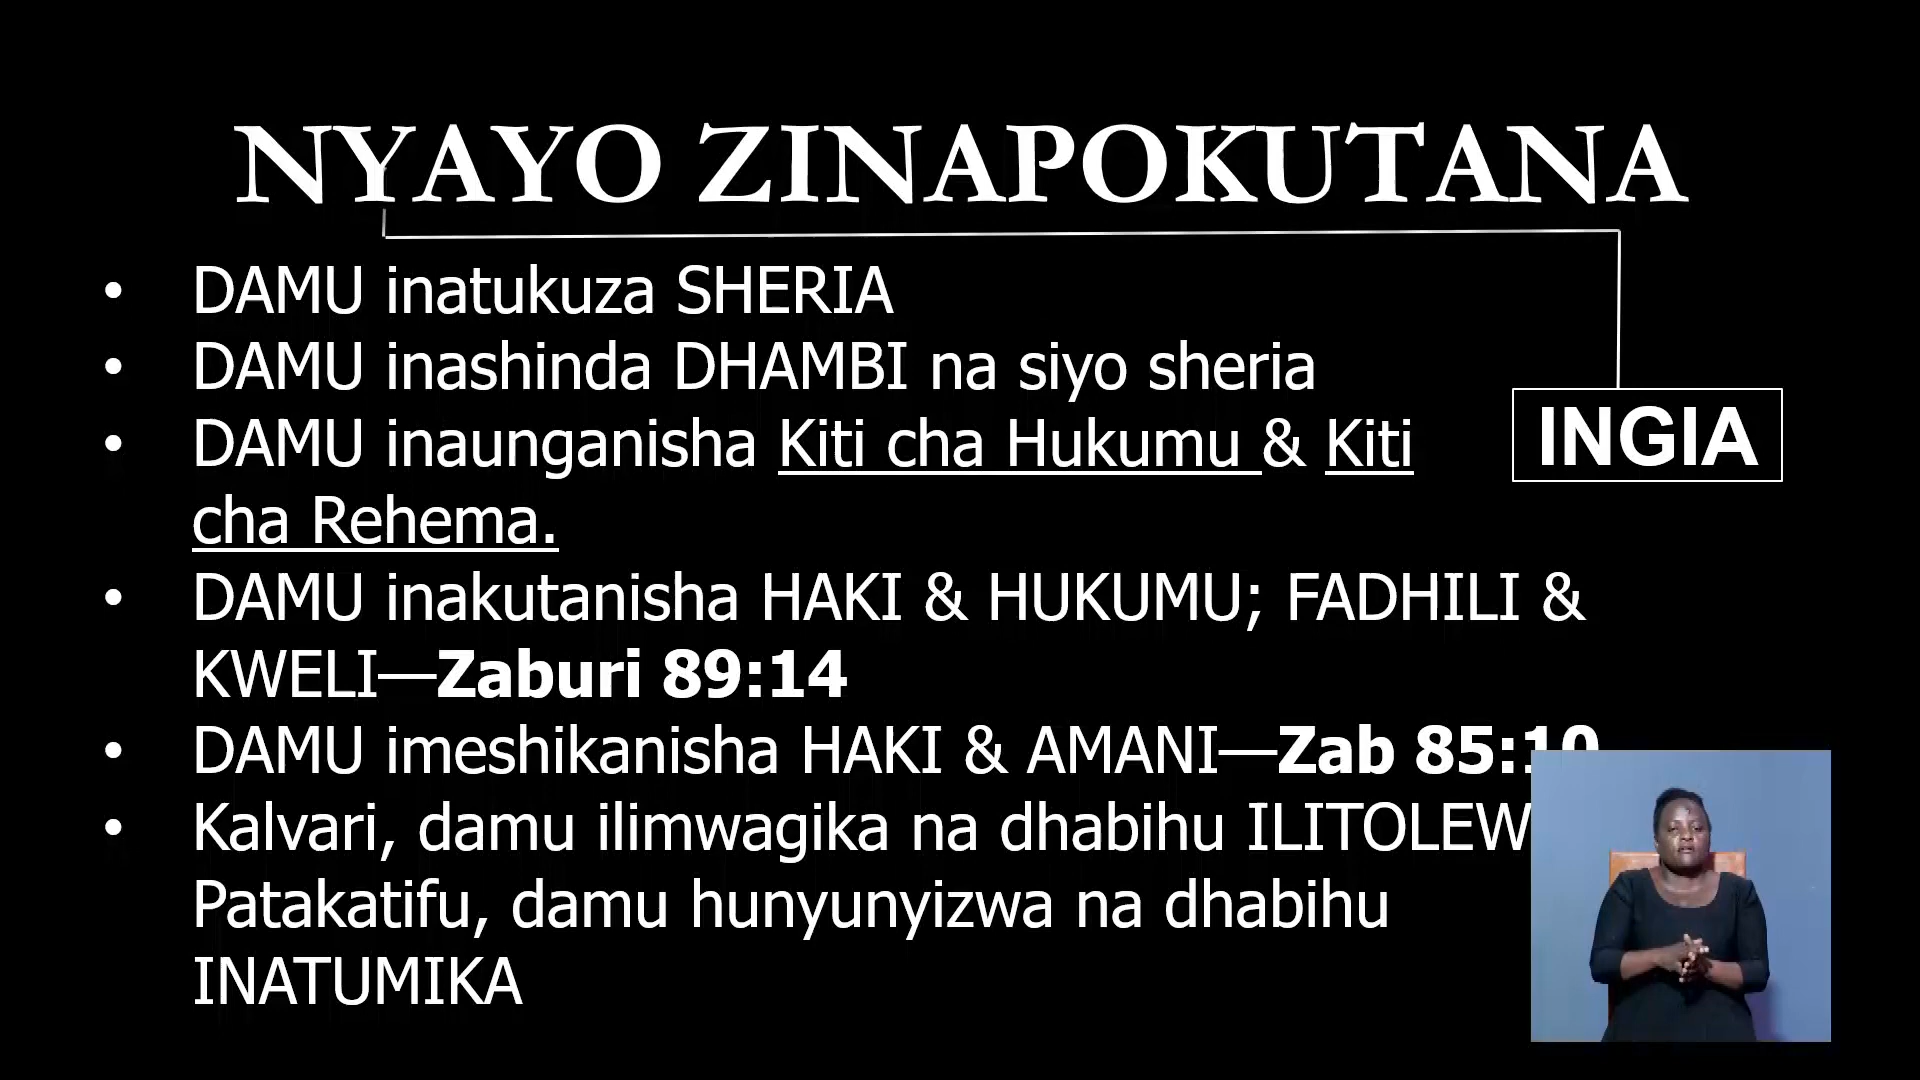 NYAYO ZINAPOKUTANA
• DAMU inatukuza SHERIA
• DAMU inashinda DHAMBI na siyo sheria
• DAMU inaunganisha Kiti cha Hukumu & Kiti
cha Rehema.
INGIA
• DAMU inakutanisha HAKI & HUKUMU; FADHILI &
KWELI—Zaburi 89:14
• DAMU imeshikanisha HAKI & AMANI—Zab 85:10
• Kalvari, damu ilimwagika na dhabihu
Patakatifu, damu hunyunyizwa na dhabihu
INATUMIKA